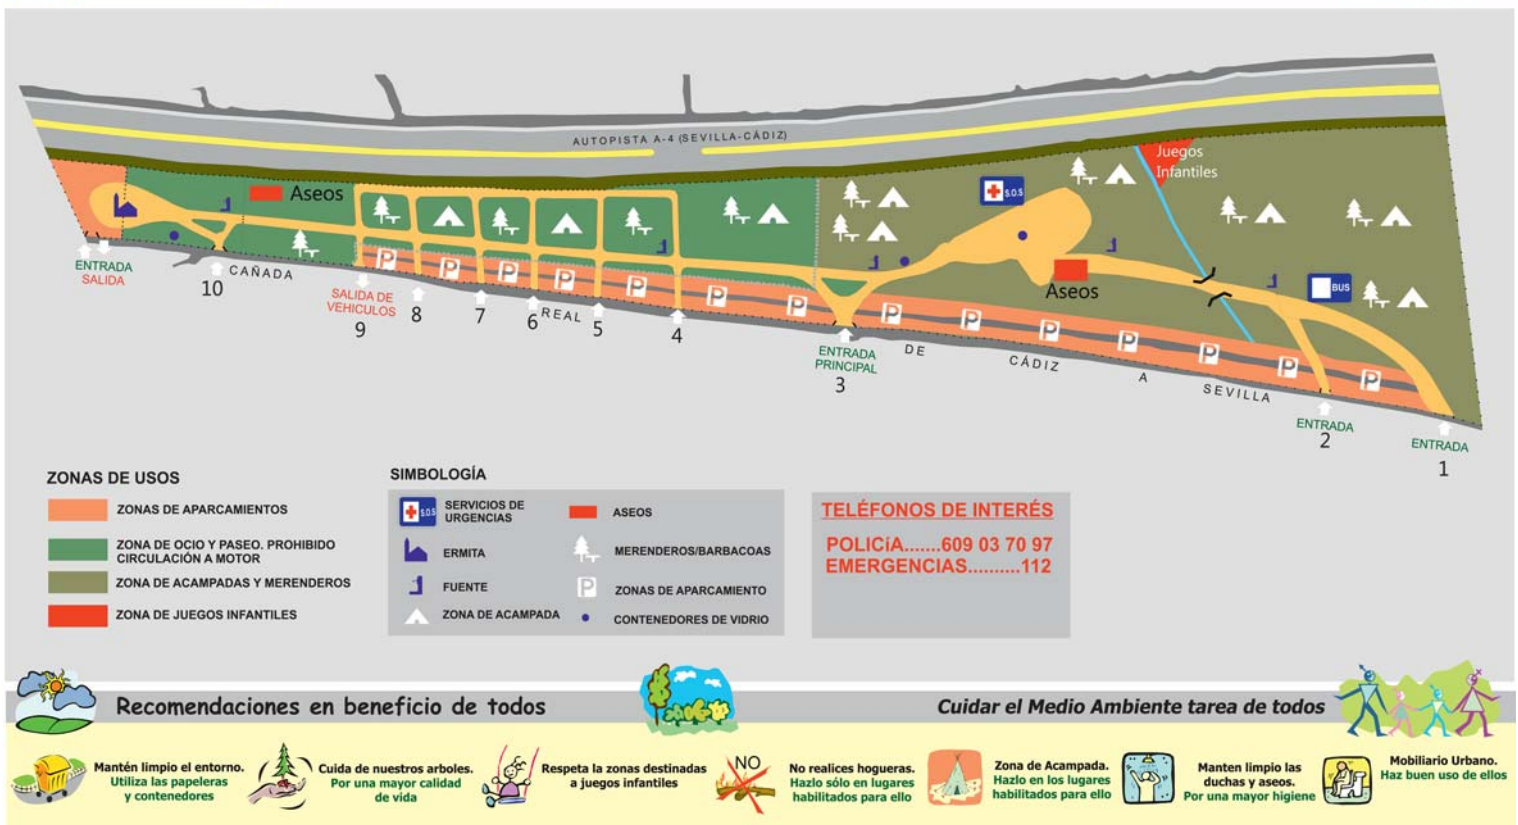 AUTOPISTA A-4 (SEVILLA-CÁDIZ)
Juegos
Infantiles
Aseos
S.O.S
Aseos
BUS
P
P
P
P
P
P
P
P
P
P
P
P
P
P
ENTRADA
SALIDA
10
CAÑADA
SALIDA DE
VEHICULOS
9
8
7
6
REAL
5
4
ENTRADA
PRINCIPAL
3
DE
CÁDIZ
A
SEVILLA
ENTRADA
2
ENTRADA
1
ZONAS DE USOS
ZONAS DE APARCAMIENTOS
ZONA DE OCIO Y PASEO. PROHIBIDO
CIRCULACIÓN A MOTOR
ZONA DE ACAMPADAS Y MERENDEROS
ZONA DE JUEGOS INFANTILES
SIMBOLOGÍA
S.O.S
SERVICIOS DE
URGENCIAS
ERMITA
FUENTE
ZONA DE ACAMPADA
ASEOS
MERENDEROS/BARBACOAS
P
ZONAS DE APARCAMIENTO
CONTENEDORES DE VIDRIO
TELÉFONOS DE INTERÉS
POLICíA.......609 03 70 97
EMERGENCIAS..........112
Recomendaciones en beneficio de todos
Cuidar el Medio Ambiente tarea de todos
Mantén limpio el entorno.
Utiliza las papeleras
y contenedores
Cuida de nuestros arboles.
Por una mayor calidad
de vida
Respeta la zonas destinadas
a juegos infantiles
NO
No realices hogueras.
Hazlo sólo en lugares
habilitados para ello
Zona de Acampada.
Hazlo en los lugares
habilitados para ello
Manten limpio las
duchas y aseos.
Por una mayor higiene
Mobiliario Urbano.
Haz buen uso de ellos